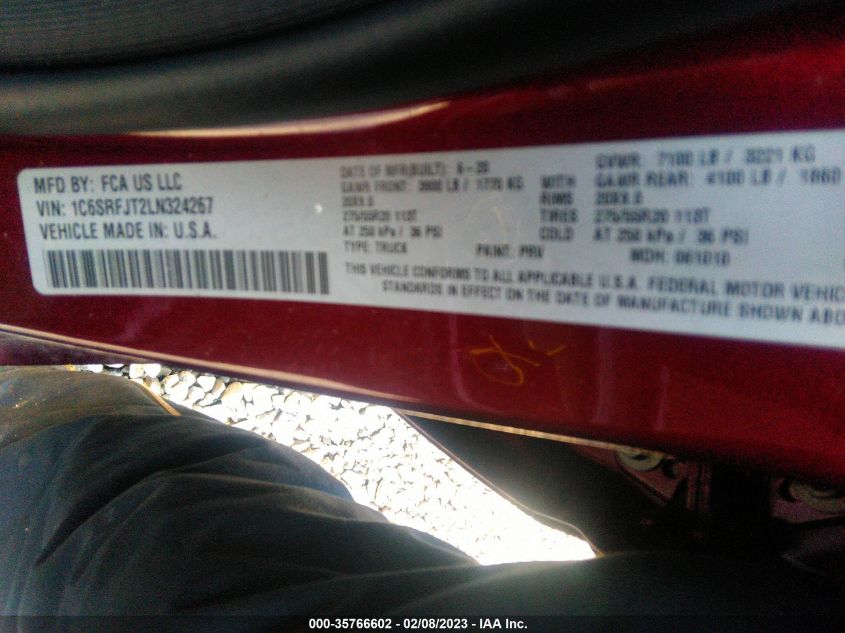 MFD BY: FCA US LLC
VIN: 1C6SRFJT2LN324267
VEHICLE MADE IN: U.S.A.
DATE OF MFR(BUILT): 6-20
GAWR FRONT: 3900 LB / 1770 KG
20X9.0
275/55R20 113T
AT 250 kPa / 36 PSI
TYPE: TRUCK
PAINT: PRV
WITH
RIMS
TIRES
COLD
GVWR: 7100 LB / 3221 KG
GAWR REAR: 4100 LB / 1860
20X9.0
275/55R20 113T
AT 250 kPa / 36 PSI
MDH: 061010
THIS VEHICLE CONFORMS TO ALL APPLICABLE U.S.A. FEDERAL MOTOR VEHIC
STANDARDS IN EFFECT ON THE DATE OF MANUFACTURE SHOWN ABO
000-35766602 - 02/08/2023 - IAA Inc.